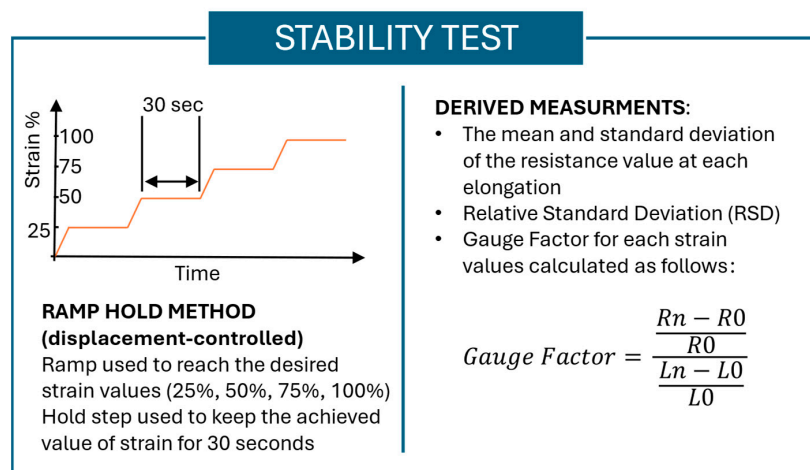 STABILITY TEST
30 sec
Strain %
100
75
50
25
Time
RAMP HOLD METHOD
(displacement-controlled)
Ramp used to reach the desired
strain values (25%, 50%, 75%, 100%)
Hold step used to keep the achieved
value of strain for 30 seconds
DERIVED MEASURMENTS:
• The mean and standard deviation
of the resistance value at each
elongation
• Relative Standard Deviation (RSD)
• Gauge Factor for each strain
values calculated as follows:
Rn − R0
R0
Gauge Factor =
Ln − L0
L0